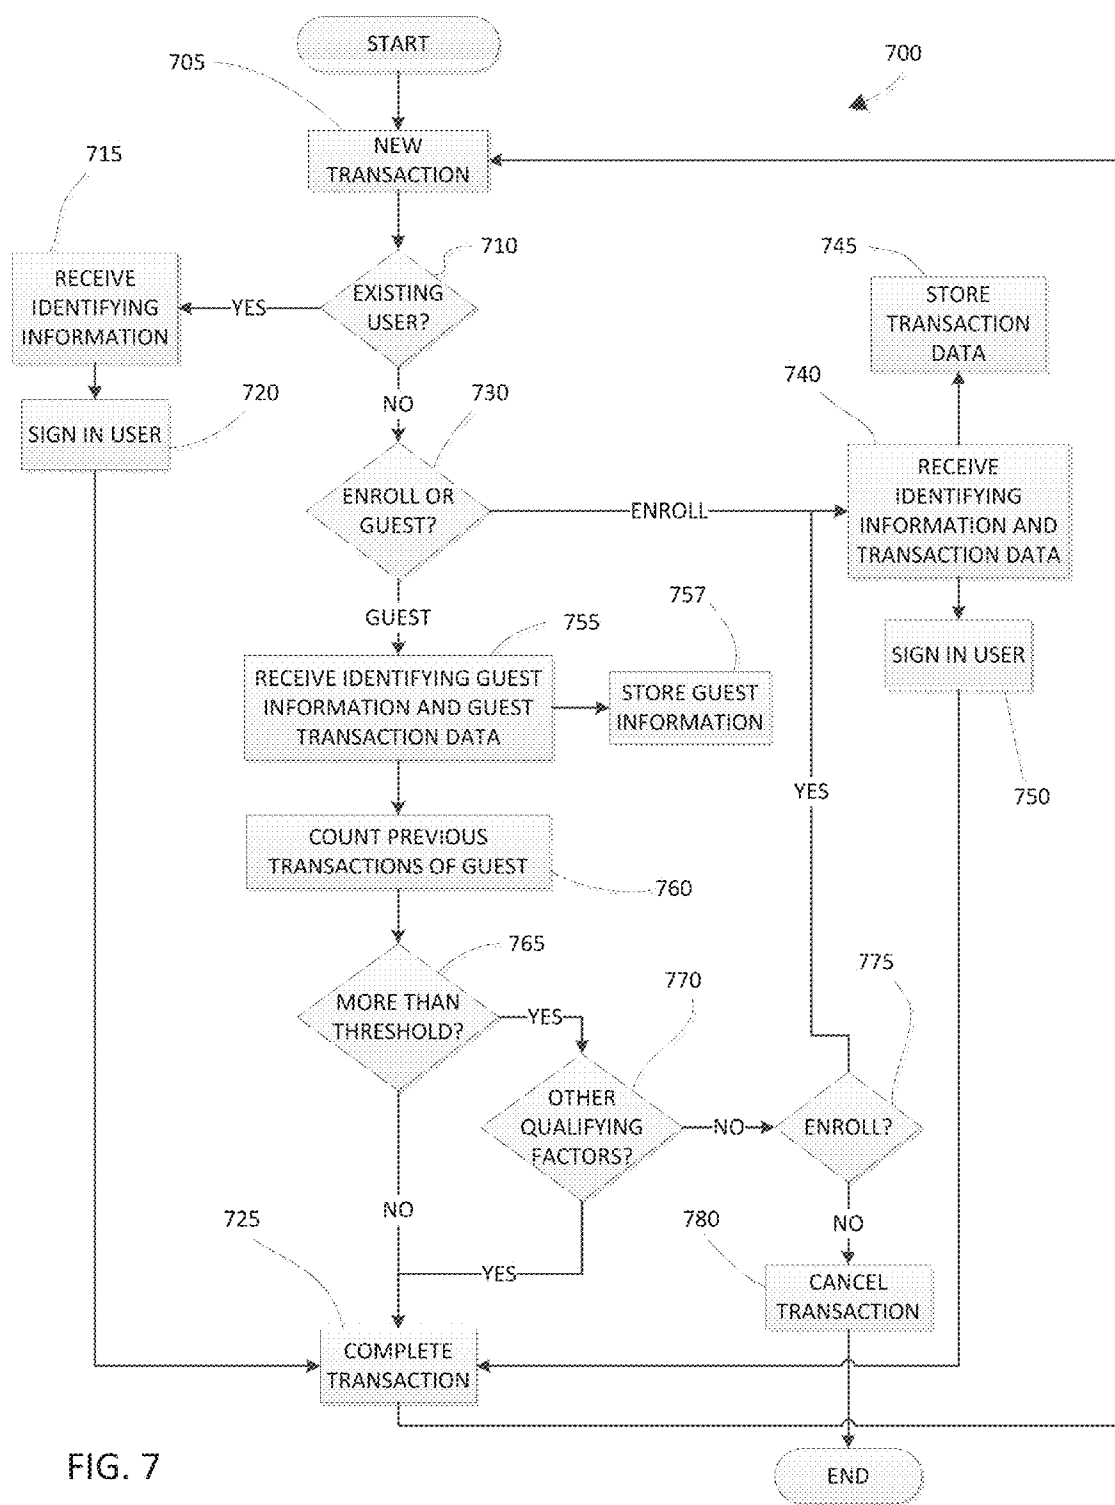 START
705
700
NEW
TRANSACTION
715
710
745
RECEIVE
IDENTIFYING
INFORMATION
YES
EXISTING
USER?
STORE
TRANSACTION
DATA
740
720
NO
730
SIGN IN USER
ENROLL OR
GUEST?
ENROLL
RECEIVE
IDENTIFYING
INFORMATION AND
TRANSACTION DATA
GUEST
755
757
RECEIVE IDENTIFYING GUEST
INFORMATION AND GUEST
TRANSACTION DATA
STORE GUEST
INFORMATION
SIGN IN USER
750
YES
COUNT PREVIOUS
TRANSACTIONS OF GUEST
760
765
770
775
MORE THAN
THRESHOLD?
YES
OTHER
QUALIFYING
FACTORS?
NO
ENROLL?
NO
725
780
NO
YES
CANCEL
TRANSACTION
COMPLETE
TRANSACTION
FIG. 7
END